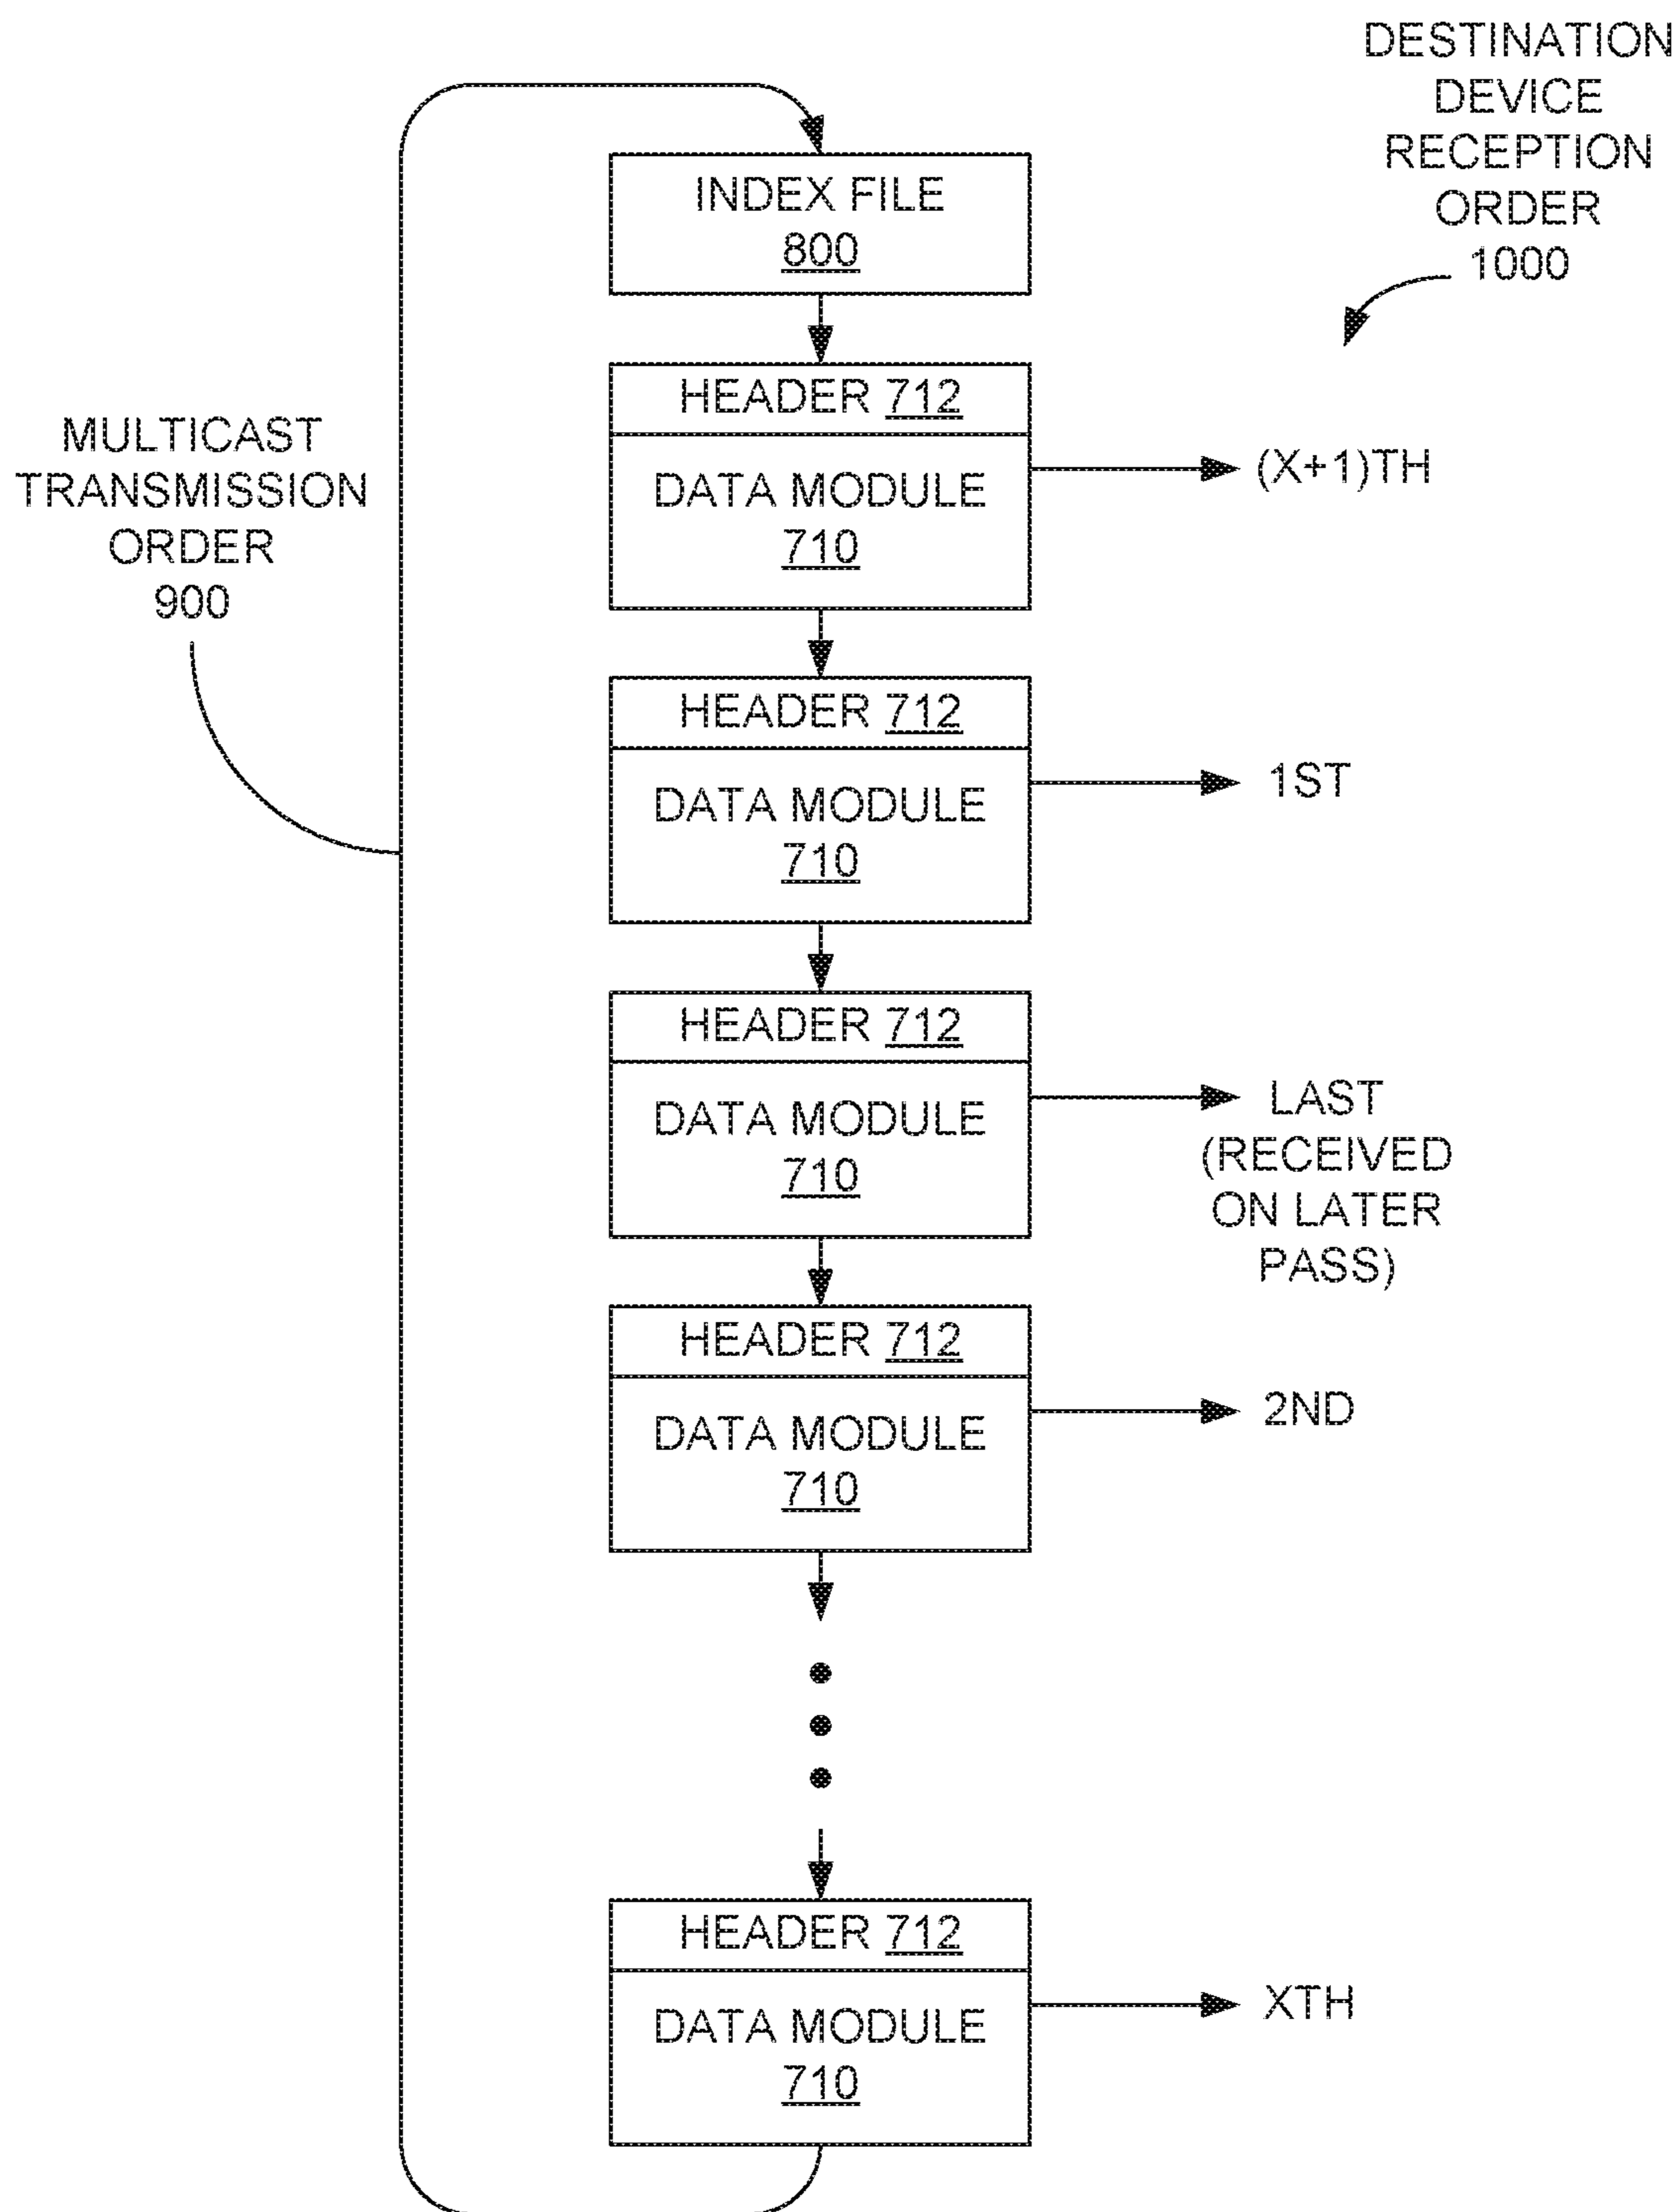 DESTINATION
DEVICE
RECEPTION
ORDER
1000
INDEX FILE
800
MULTICAST
TRANSMISSION
ORDER
900
HEADER 712
DATA MODULE
710
(X+1)TH
HEADER 712
DATA MODULE
710
1ST
HEADER 712
DATA MODULE
710
LAST
(RECEIVED
ON LATER
PASS)
HEADER 712
DATA MODULE
710
2ND
HEADER 712
DATA MODULE
710
XTH